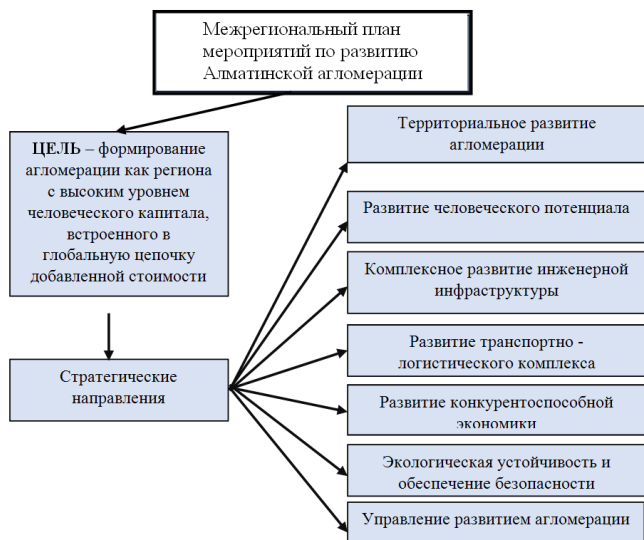 Межрегиональный план
мероприятий по развитию
Алматинской агломерации
ЦЕЛЬ – формирование
агломерации как региона
с высоким уровнем
человеческого капитала,
встроенного в
глобальную цепочку
добавленной стоимости
Стратегические
направления
Территориальное развитие
агломерации
Развитие человеческого потенциала
Комплексное развитие инженерной
инфраструктуры
Развитие транспортно -
логистического комплекса
Развитие конкурентоспособной
экономики
Экологическая устойчивость и
обеспечение безопасности
Управление развитием агломерации